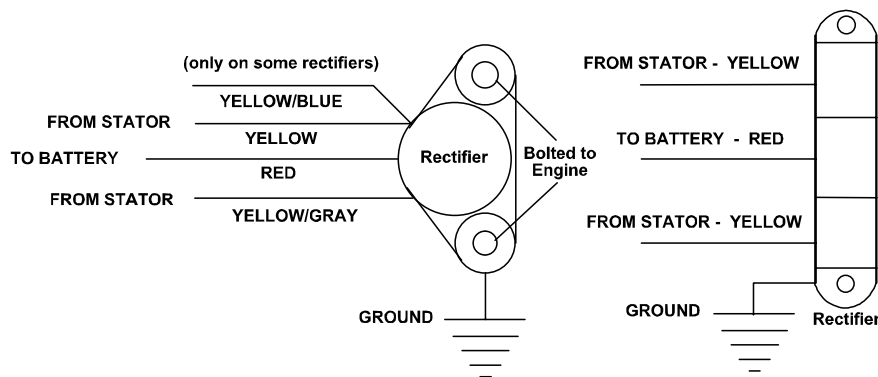 (only on some rectifiers)
YELLOW/BLUE
FROM STATOR
YELLOW
TO BATTERY
RED
FROM STATOR
YELLOW/GRAY
Rectifier
Bolted to
Engine
GROUND
FROM STATOR - YELLOW
TO BATTERY - RED
FROM STATOR - YELLOW
GROUND
Rectifier